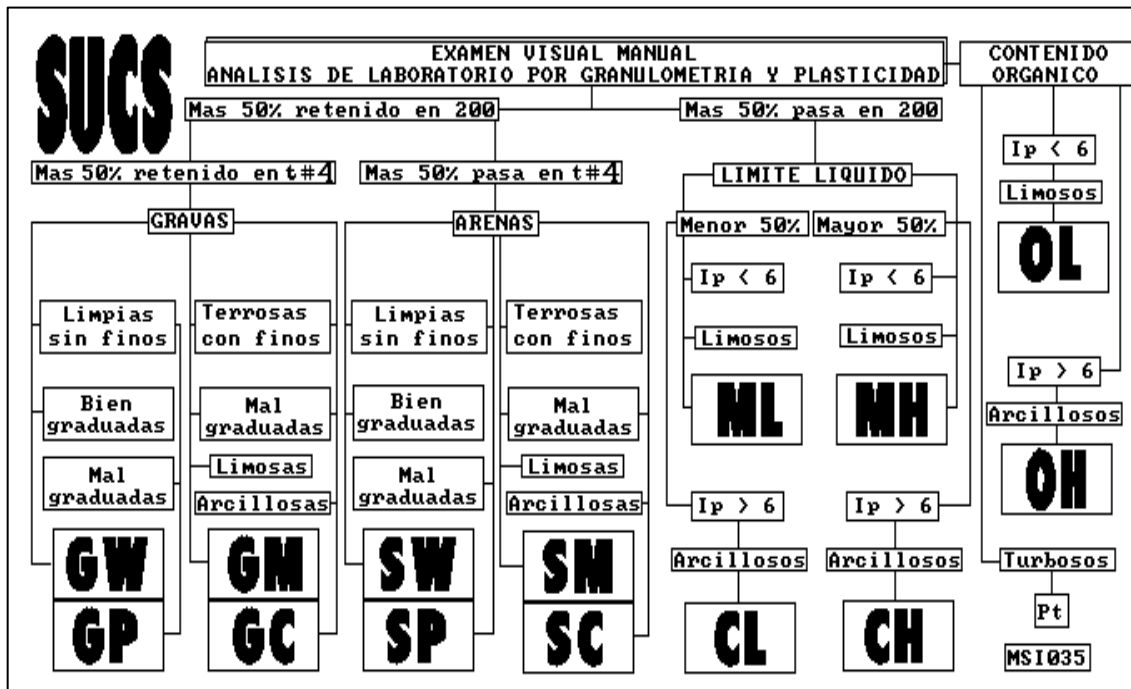 SUCS
EXAMEN VISUAL MANUAL
ANALISIS DE LABORATORIO POR GRANULOMETRIA Y PLASTICIDAD
CONTENIDO
ORGANICO
Mas 50% retenido en 200
Mas 50% pasa en 200
Mas 50% retenido en t#4
Mas 50% pasa en t#4
GRAVAS
Limpias
sin finos
Bien
graduadas
Mal
graduadas
GW
GP
Terrosas
con finos
Mal
graduadas
Limosas
Arcillosas
GM
GC
ARENAS
Limpias
sin finos
Bien
graduadas
Mal
graduadas
SW
SP
Terrosas
con finos
Mal
graduadas
Limosas
Arcillosas
SM
SC
LIMITE LIQUIDO
Menor 50%
Ip < 6
Limosos
ML
Ip > 6
Arcillosos
CL
Mayor 50%
Ip < 6
Limosos
MH
Ip > 6
Arcillosos
CH
Ip < 6
Limosos
OL
Ip > 6
Arcillosos
OH
Turbosos
Pt
MSI035